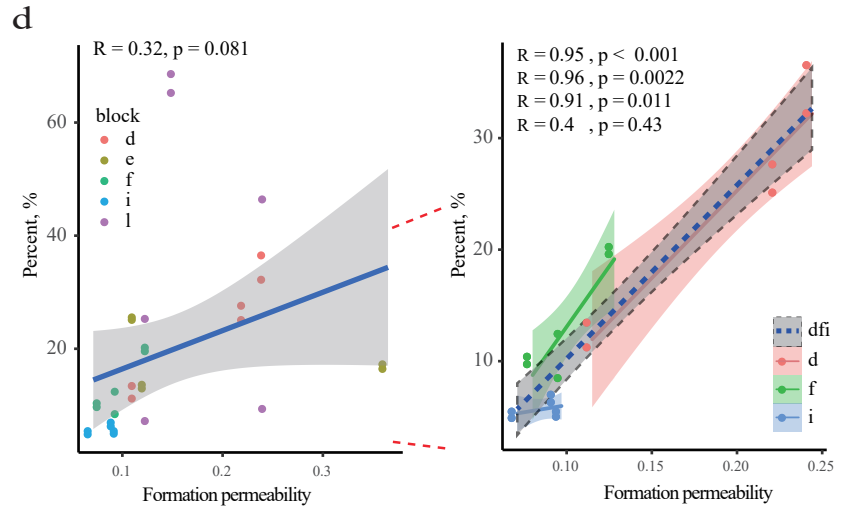 d
R = 0.32, p = 0.081
block
d
e
f
i
l
60
40
20
Percent, %
0.1
0.2
0.3
Formation permeability
R = 0.95 , p < 0.001
R = 0.96 , p = 0.0022
R = 0.91 , p = 0.011
R = 0.4 , p = 0.43
30
20
10
Percent, %
dfi
d
f
i
0.10
0.15
0.20
0.25
Formation permeability